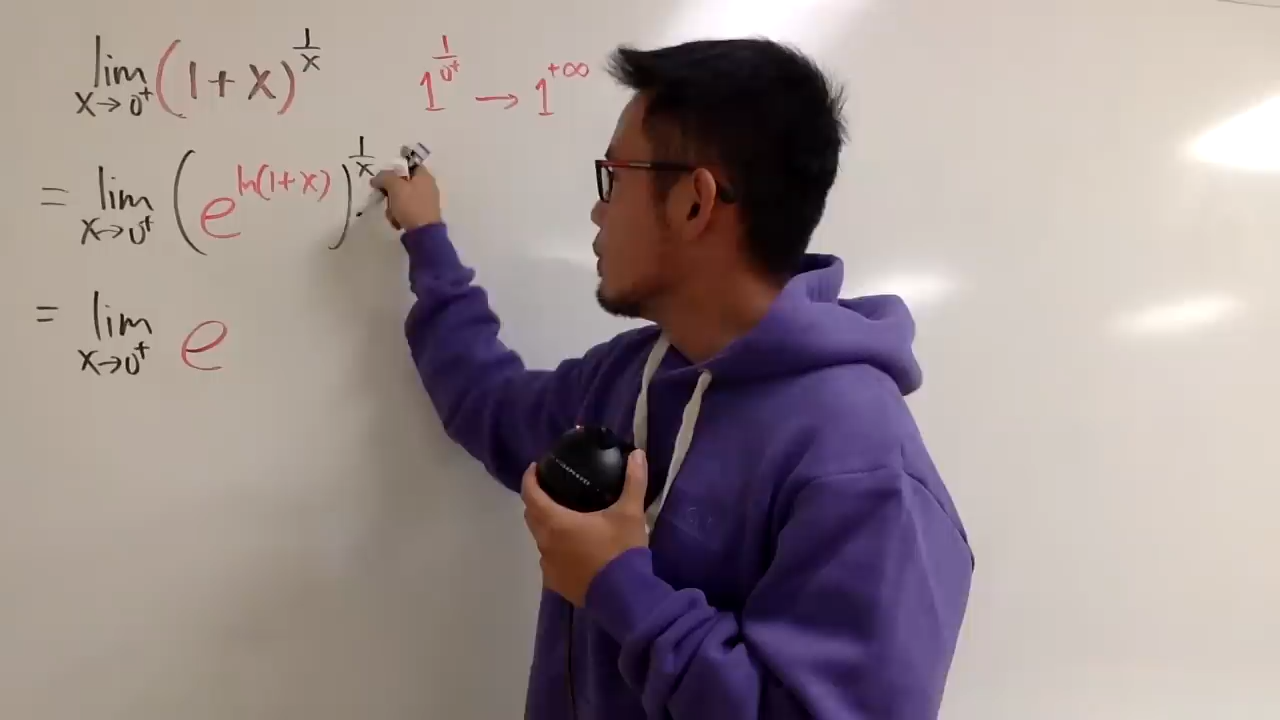 lim x→0⁺ (1+x)^(1/x) 1^(1/0⁺) → 1^(+∞)
= lim x→0⁺ (e^(ln(1+x)))^(1/x)
= lim x→0⁺ e